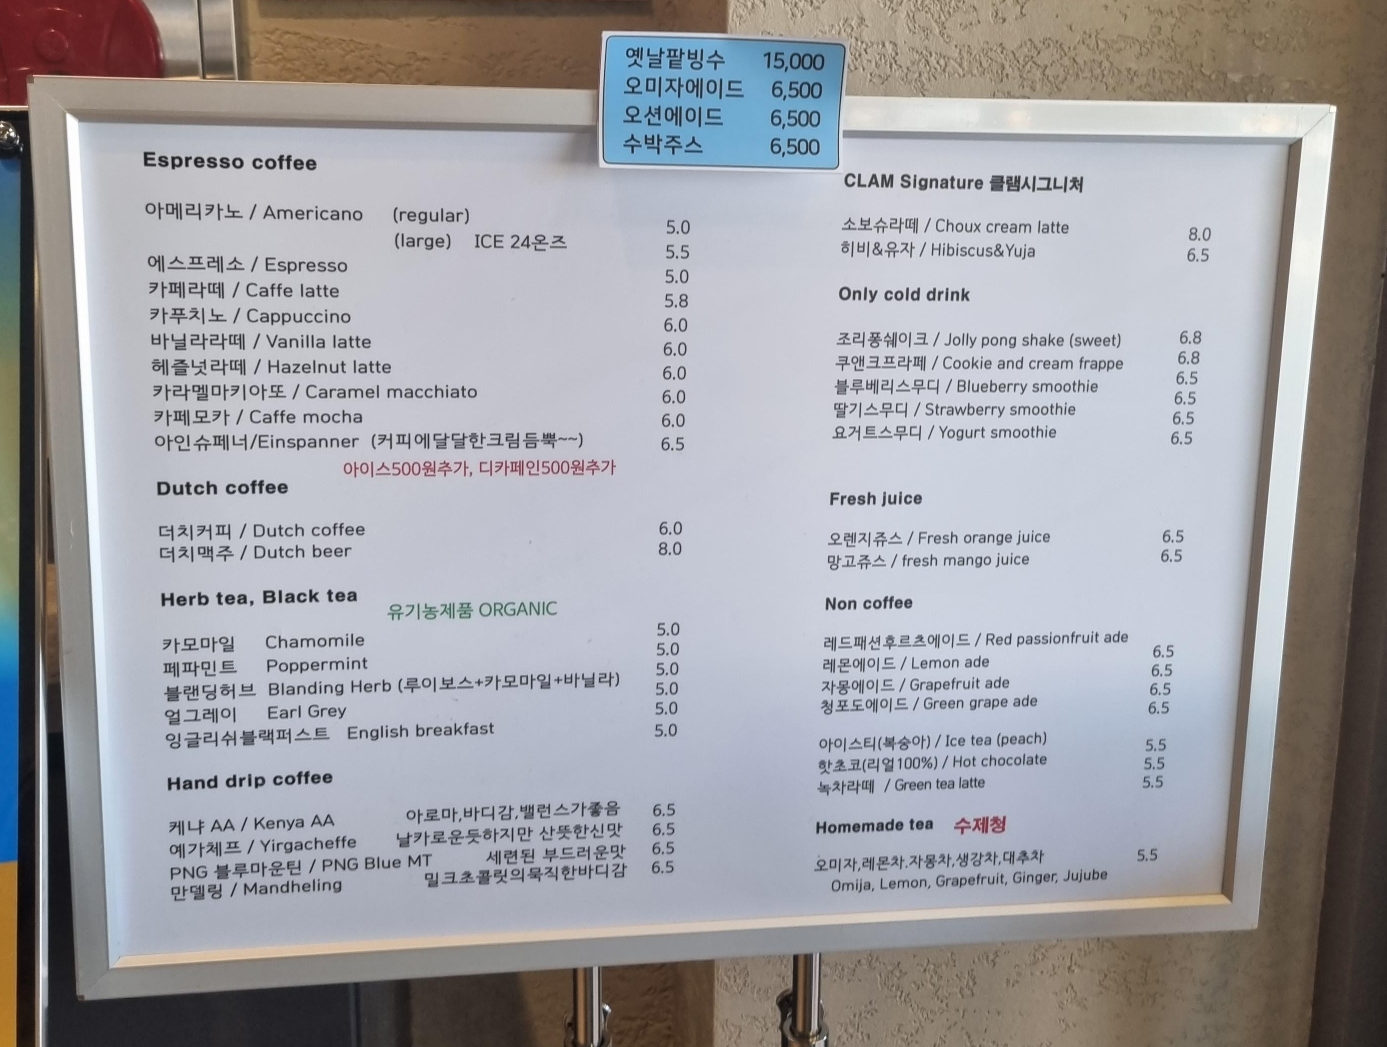 옛날팥빙수 15,000
오미자에이드 6,500
오션에이드 6,500
수박주스 6,500
Espresso coffee
아메리카노 / Americano (regular) 5.0
(large) ICE 24온즈 5.5
에스프레소 / Espresso 5.0
카페라떼 / Caffe latte 5.8
카푸치노 / Cappuccino 6.0
바닐라라떼 / Vanilla latte 6.0
헤즐넛라떼 / Hazelnut latte 6.0
카라멜마키아또 / Caramel macchiato 6.0
카페모카 / Caffe mocha 6.0
아인슈페너/Einspanner (커피에달달한크림듬뿍~~) 6.5
아이스500원추가, 디카페인500원추가
Dutch coffee
더치커피 / Dutch coffee 6.0
더치맥주 / Dutch beer 8.0
Herb tea, Black tea 유기농제품 ORGANIC
카모마일 Chamomile 5.0
페파민트 Poppermint 5.0
블랜딩허브 Blanding Herb (루이보스+카모마일+바닐라) 5.0
얼그레이 Earl Grey 5.0
잉글리쉬블랙퍼스트 English breakfast 5.0
5.0
Hand drip coffee
케냐 AA / Kenya AA 아로마,바디감,밸런스가좋음 6.5
예가체프 / Yirgacheffe 날카로운듯하지만 산뜻한신맛 6.5
PNG 블루마운틴 / PNG Blue MT 세련된 부드러운맛 6.5
만델링 / Mandheling 밀크초콜릿의묵직한바디감 6.5
CLAM Signature 클램시그니처
소보슈라떼 / Choux cream latte 8.0
히비&유자 / Hibiscus&Yuja 6.5
Only cold drink
조리퐁쉐이크 / Jolly pong shake (sweet) 6.8
쿠앤크프라페 / Cookie and cream frappe 6.8
블루베리스무디 / Blueberry smoothie 6.5
딸기스무디 / Strawberry smoothie 6.5
요거트스무디 / Yogurt smoothie 6.5
6.5
Fresh juice
오렌지쥬스 / Fresh orange juice 6.5
망고쥬스 / fresh mango juice 6.5
Non coffee
레드패션후르츠에이드 / Red passionfruit ade 6.5
레몬에이드 / Lemon ade 6.5
자몽에이드 / Grapefruit ade 6.5
청포도에이드 / Green grape ade 6.5
아이스티(복숭아) / Ice tea (peach) 5.5
핫초코(리얼100%) / Hot chocolate 5.5
녹차라떼 / Green tea latte 5.5
Homemade tea 수제청
오미자,레몬차.자몽차,생강차,대추차 5.5
Omija, Lemon, Grapefruit, Ginger, Jujube